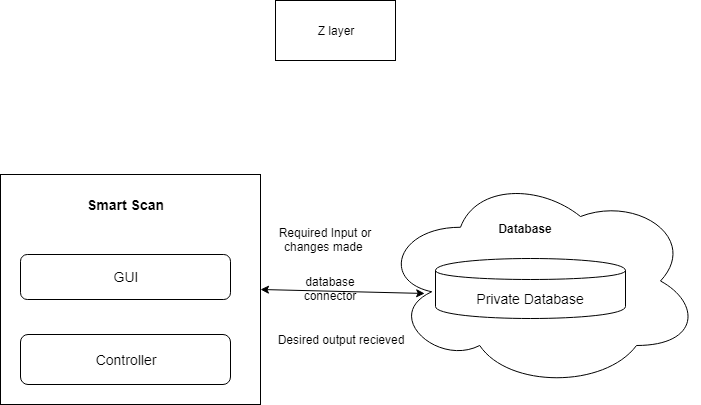 Z layer
Smart Scan
GUI
Controller
Required Input or
changes made
database
connector
Desired output recieved
Database
Private Database